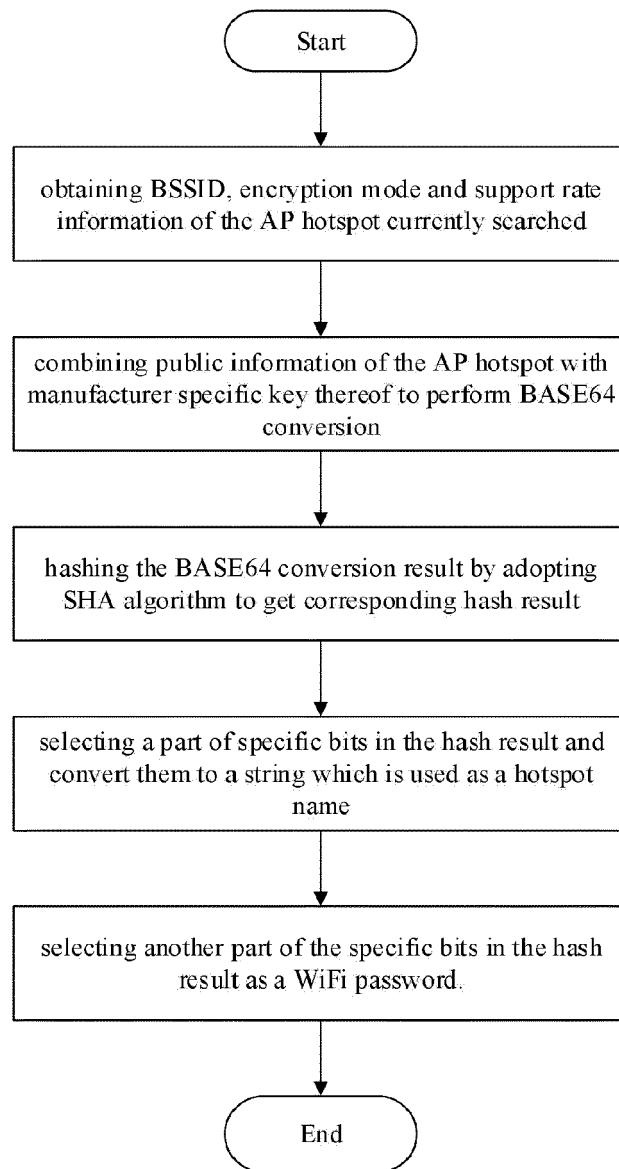 Start
obtaining BSSID, encryption mode and support rate
information of the AP hotspot currently searched
combining public information of the AP hotspot with
manufacturer specific key thereof to perform BASE64
conversion
hashing the BASE64 conversion result by adopting
SHA algorithm to get corresponding hash result
selecting a part of specific bits in the hash result and
convert them to a string which is used as a hotspot
name
selecting another part of the specific bits in the hash
result as a WiFi password.
End